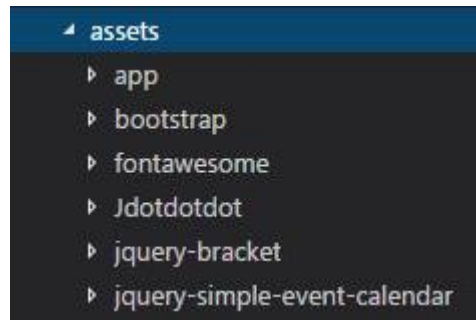 assets
app
bootstrap
fontawesome
Jdotdotdot
jquery-bracket
jquery-simple-event-calendar